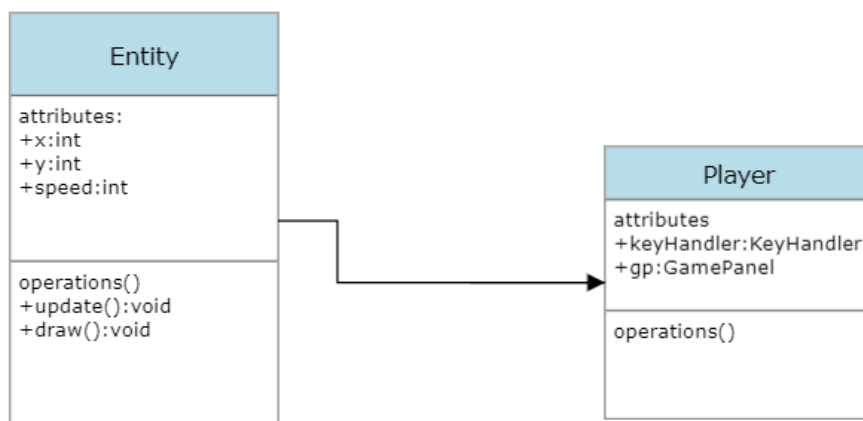 Entity
attributes:
+x:int
+y:int
+speed:int
operations()
+update():void
+draw():void
Player
attributes
+keyHandler:KeyHandler
+gp:GamePanel
operations()